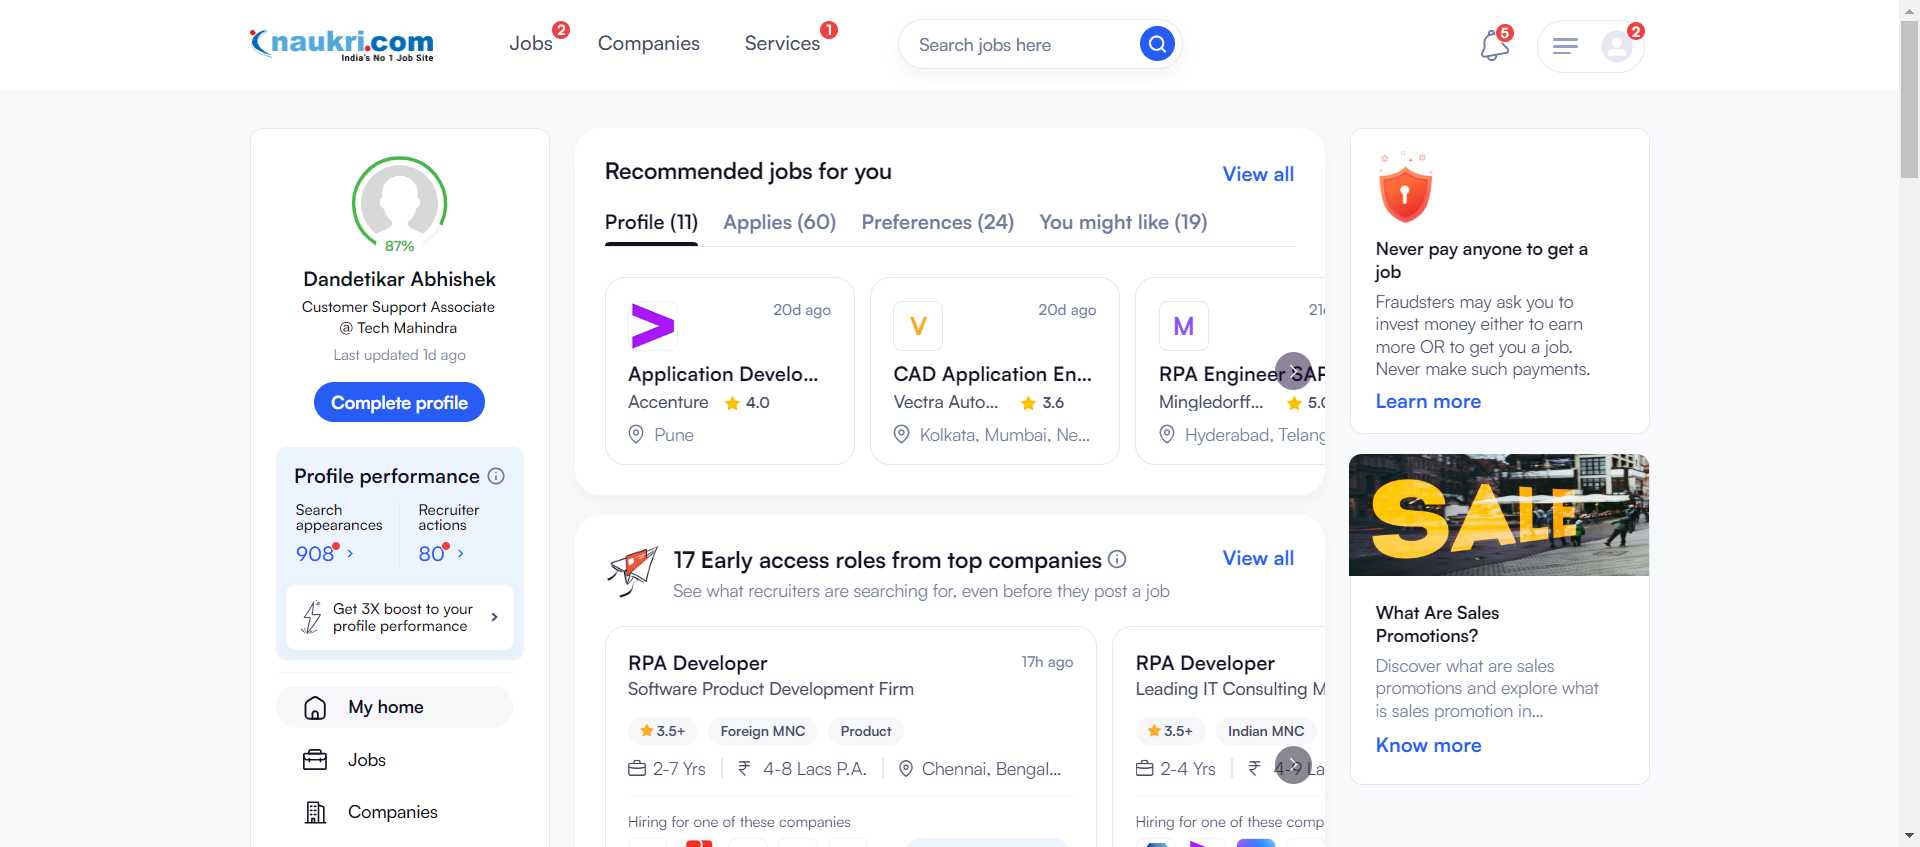 naukri.com
India's No 1 Job Site
Jobs
2
Companies
Services
1
Search jobs here
5
2
87%
Dandetikar Abhishek
Customer Support Associate
@ Tech Mahindra
Last updated 1d ago
Complete profile
Profile performance
Search
appearances
908
Recruiter
actions
80
Get 3X boost to your
profile performance
My home
Jobs
Companies
Recommended jobs for you
View all
Profile (11)
Applies (60)
Preferences (24)
You might like (19)
20d ago
Application Develo...
Accenture 4.0
Pune
V
20d ago
CAD Application En...
Vectra Auto... 3.6
Kolkata, Mumbai, Ne...
M
RPA Engineer SAP
Mingledorff... 5.0
Hyderabad, Telang
17 Early access roles from top companies
View all
See what recruiters are searching for, even before they post a job
RPA Developer
17h ago
Software Product Development Firm
3.5+ Foreign MNC Product
2-7 Yrs ₹ 4-8 Lacs P.A. Chennai, Bengal...
Hiring for one of these companies
RPA Developer
Leading IT Consulting M
3.5+ Indian MNC
2-4 Yrs ₹ 4-9 La
Hiring for one of these comp
Never pay anyone to get a
job
Fraudsters may ask you to
invest money either to earn
more OR to get you a job.
Never make such payments.
Learn more
SALE
What Are Sales
Promotions?
Discover what are sales
promotions and explore what
is sales promotion in...
Know more